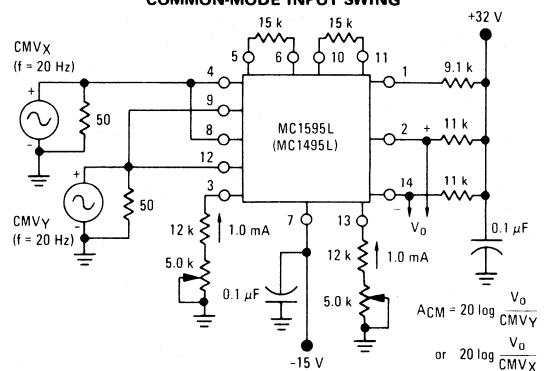 COMMON-MODE INPUT SWING
15 k
15 k
+32 V
CMVX
(f = 20 Hz)
5
6
10
11
4
1
9.1 k
+
-
50
9
8
MC1595L
(MC1495L)
2
+
11 k
12
+
-
CMVY
(f = 20 Hz)
50
3
14
11 k
-
Vo
7
13
12 k
1.0 mA
12 k
1.0 mA
0.1 µF
5.0 k
0.1 µF
5.0 k
-15 V
ACM = 20 log Vo
CMVY
or 20 log Vo
CMVX